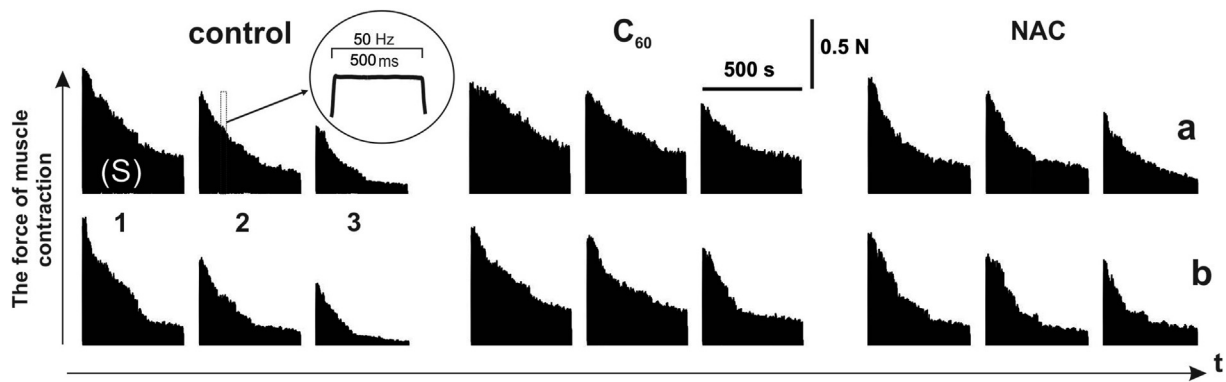 control
50 Hz
500 ms
C₆₀
500 s
0.5 N
NAC
The force of muscle
contraction
(S)
a
1
2
3
b
t